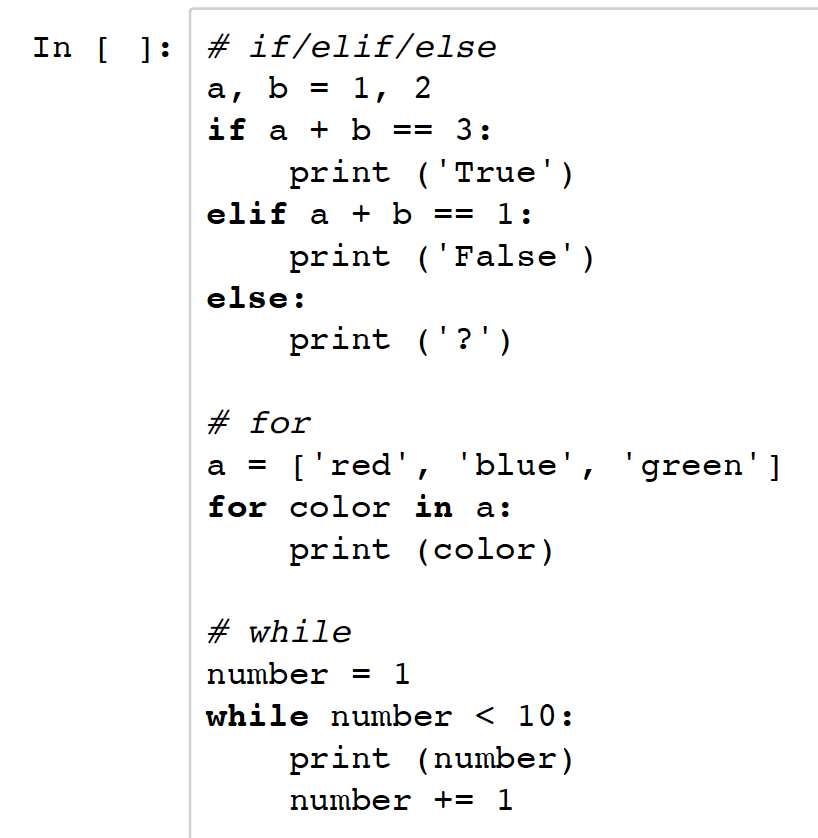 In [ ]: # if/elif/else
a, b = 1, 2
if a + b == 3:
    print ('True')
elif a + b == 1:
    print ('False')
else:
    print ('?')

# for
a = ['red', 'blue', 'green']
for color in a:
    print (color)

# while
number = 1
while number < 10:
    print (number)
    number += 1